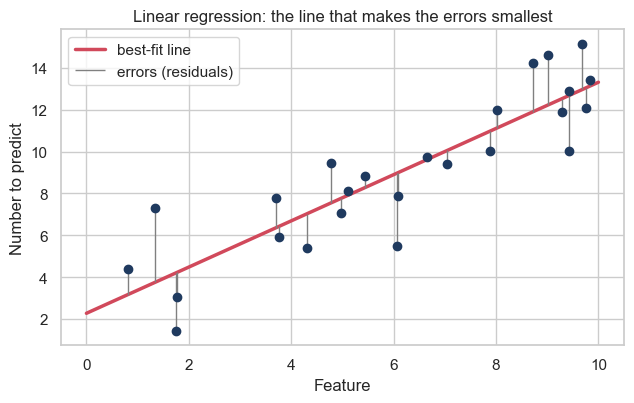 Linear regression: the line that makes the errors smallest
best-fit line
errors (residuals)
Number to predict
14
12
10
8
6
4
2
0 2 4 6 8 10
Feature